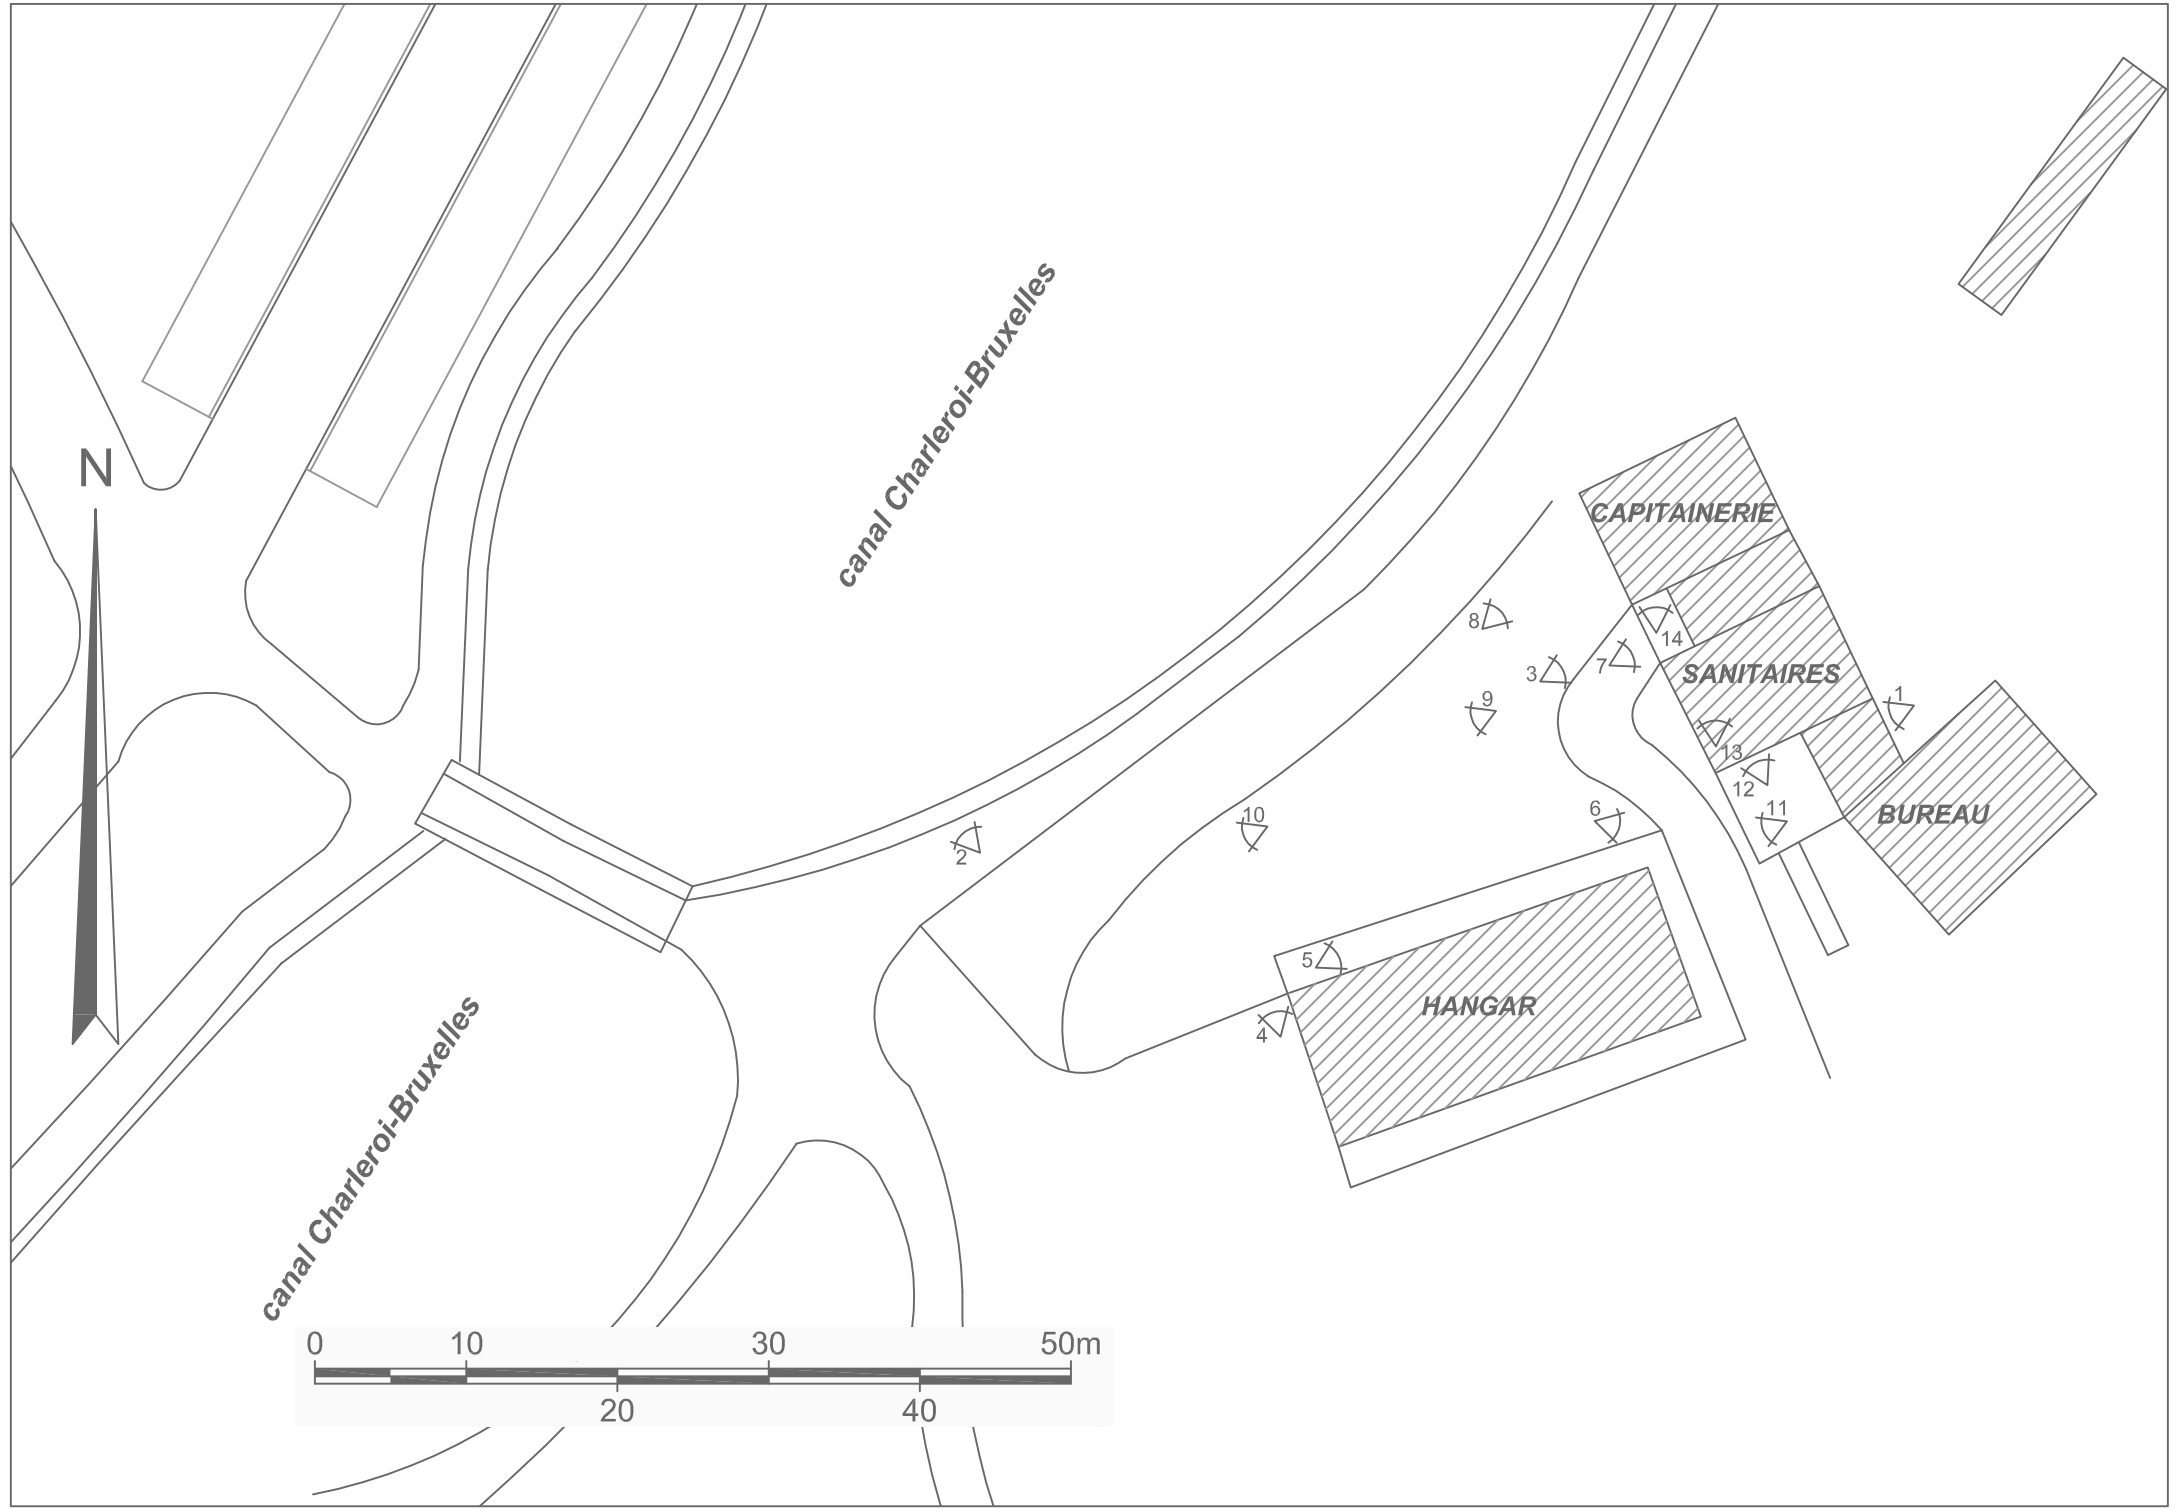 N
canal Charleroi-Bruxelles
CAPITAINERIE
8
14
3
7
SANITAIRES
9
1
13
12
10
11
6
BUREAU
2
5
HANGAR
4
canal Charleroi-Bruxelles
0 10 30 50m
20 40